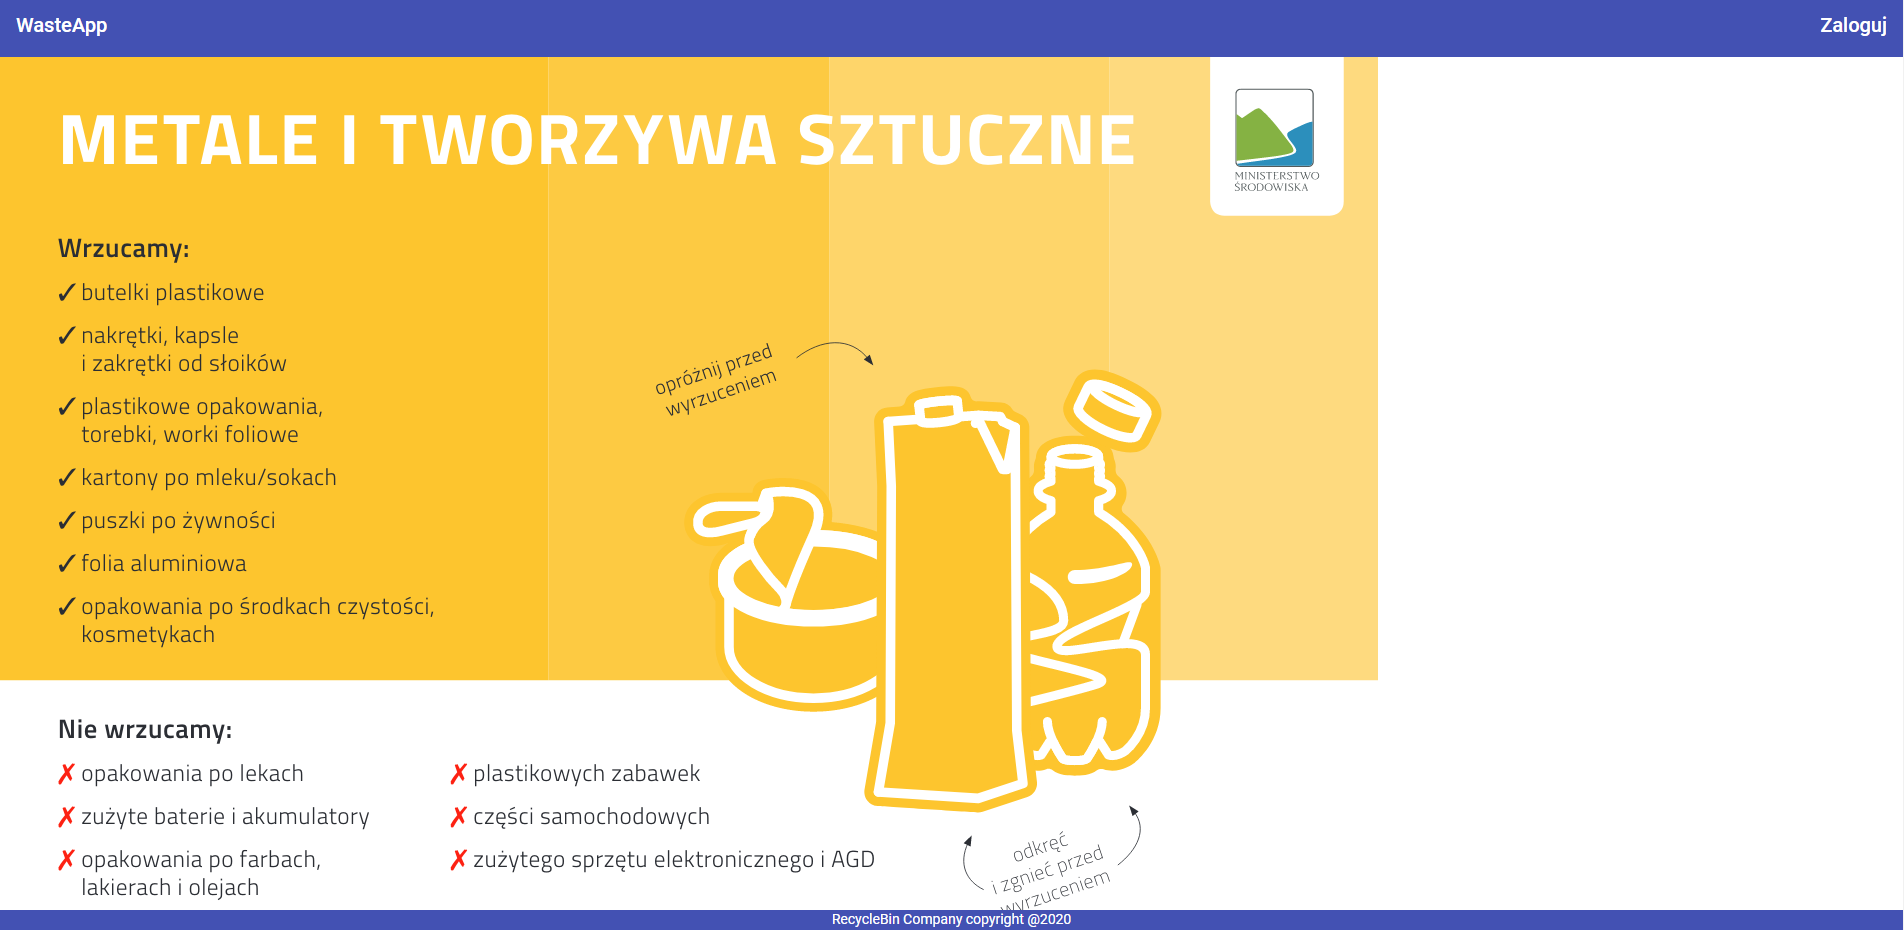 WasteApp
Zaloguj
METALE I TWORZYWA SZTUCZNE
MINISTERSTWO
ŚRODOWISKA
Wrzucamy:
✓ butelki plastikowe
✓ nakrętki, kapsle
i zakrętki od słoików
✓ plastikowe opakowania,
torebki, worki foliowe
✓ kartony po mleku/sokach
✓ puszki po żywności
✓ folia aluminiowa
✓ opakowania po środkach czystości,
kosmetykach
opróżnij przed
wyrzuceniem
Nie wrzucamy:
✗ opakowania po lekach
✗ zużyte baterie i akumulatory
✗ opakowania po farbach,
lakierach i olejach
✗ plastikowych zabawek
✗ części samochodowych
✗ zużytego sprzętu elektronicznego i AGD
odkręć
i zgnieć przed
wyrzuceniem
RecycleBin Company copyright @2020